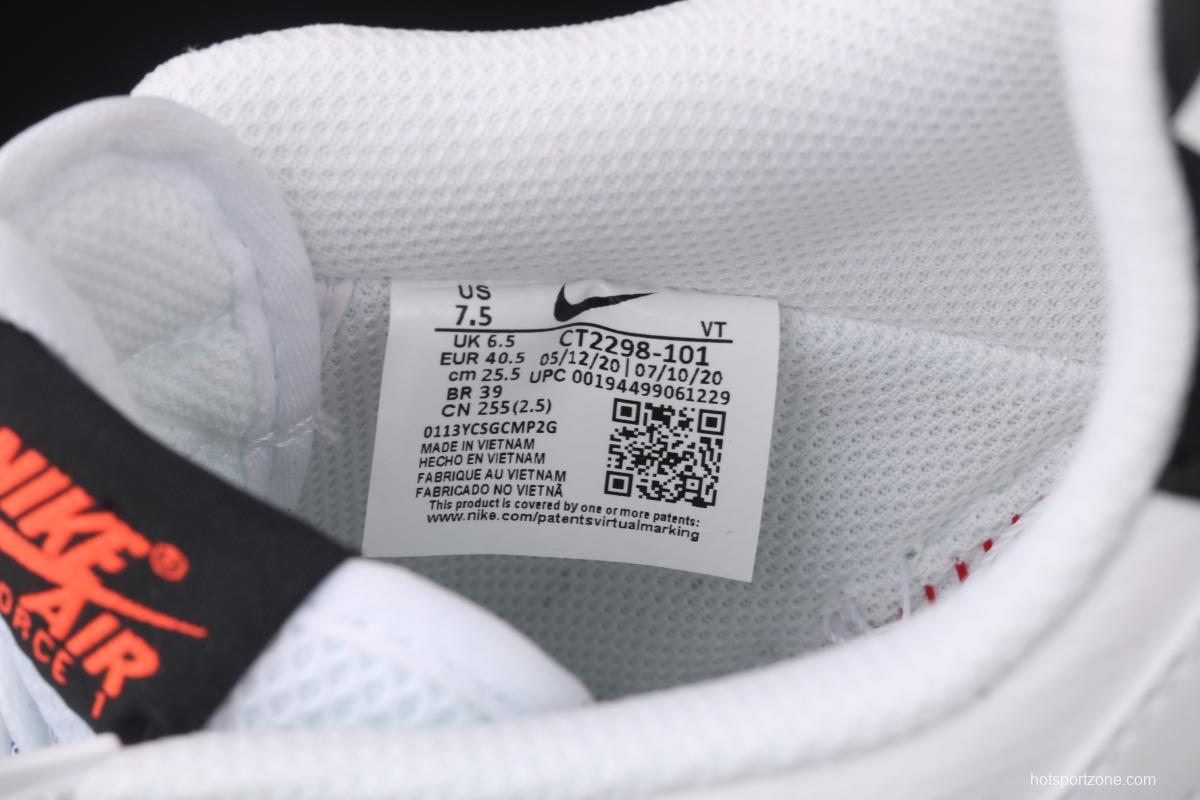 US
7.5
VT
UK 6.5
CT2298-101
EUR 40.5
05/12/20 | 07/10/20
cm 25.5
UPC 00194499061229
BR 39
CN 255(2.5)
0113YCSGCMP2G
MADE IN VIETNAM
HECHO EN VIETNAM
FABRIQUE AU VIETNAM
FABRICADO NO VIETNÃ
This product is covered by one or more patents:
www.nike.com/patentsvirtualmarking
NIKE®
AIR
ORCE 1
hotsportzone.com